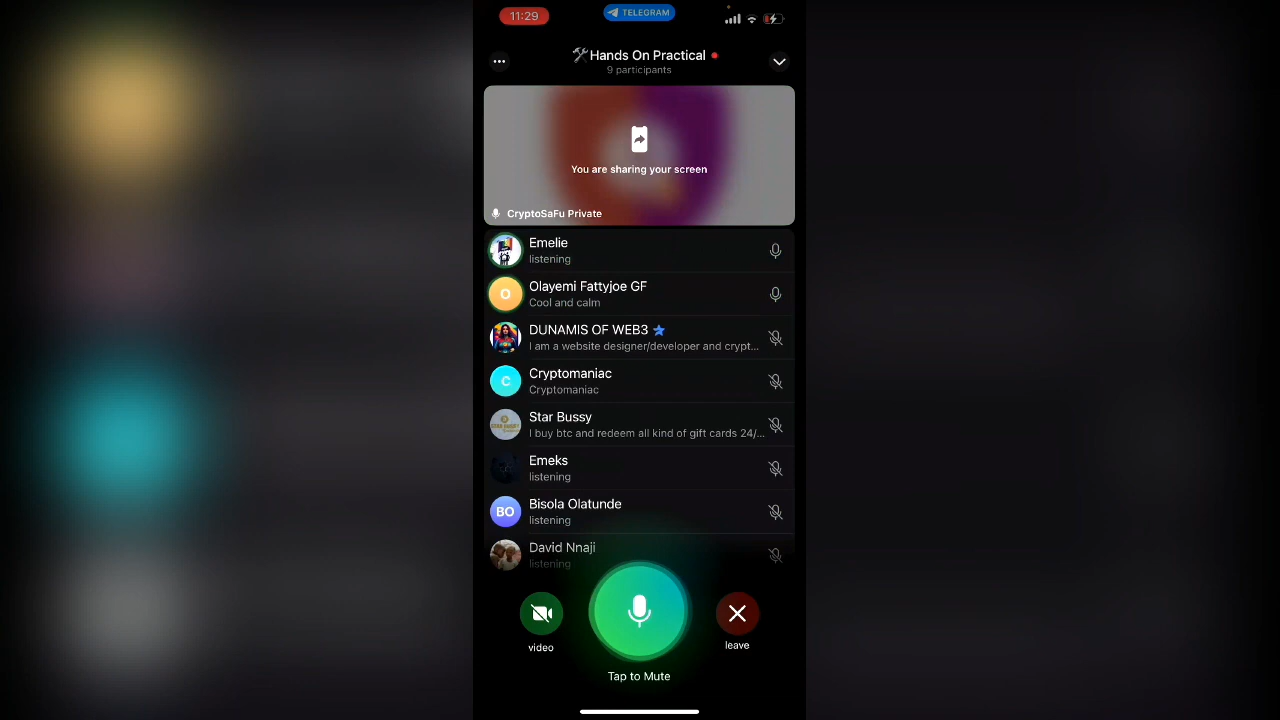 11:29
TELEGRAM
🛠Hands On Practical
9 participants
You are sharing your screen
CryptoSaFu Private
Emelie
listening
O
Olayemi Fattyjoe GF
Cool and calm
DUNAMIS OF WEB3
I am a website designer/developer and crypt...
C
Cryptomaniac
Cryptomaniac
Star Bussy
I buy btc and redeem all kind of gift cards 24/...
Emeks
listening
BO
Bisola Olatunde
listening
David Nnaji
listening
video
leave
Tap to Mute